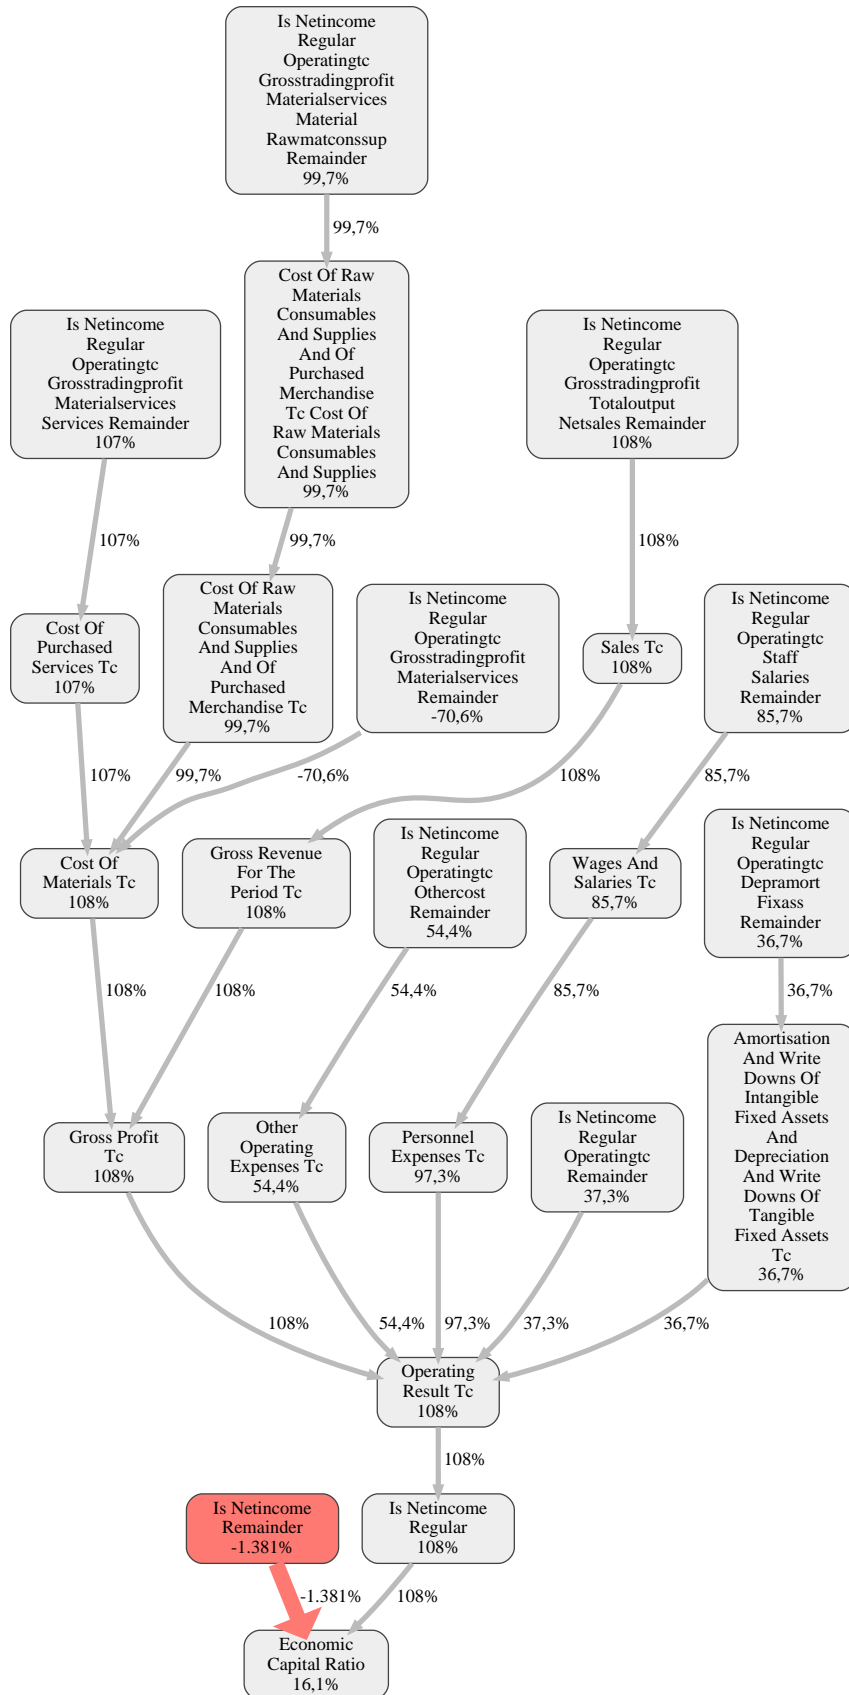 Is Netincome
Regular
Operatingtc
Grosstradingprofit
Materialservices
Material
Rawmatconssup
Remainder
99,7%
99,7%
Cost Of Raw
Materials
Consumables
And Supplies
And Of
Purchased
Merchandise
Tc Cost Of
Raw Materials
Consumables
And Supplies
99,7%
Is Netincome
Regular
Operatingtc
Grosstradingprofit
Materialservices
Services Remainder
107%
Is Netincome
Regular
Operatingtc
Grosstradingprofit
Totaloutput
Netsales Remainder
108%
107%
99,7%
108%
Cost Of
Purchased
Services Tc
107%
Cost Of Raw
Materials
Consumables
And Supplies
And Of
Purchased
Merchandise Tc
99,7%
Is Netincome
Regular
Operatingtc
Grosstradingprofit
Materialservices
Remainder
-70,6%
Sales Tc
108%
Is Netincome
Regular
Operatingtc
Staff
Salaries
Remainder
85,7%
107%
99,7%
-70,6%
108%
85,7%
Cost Of
Materials Tc
108%
Gross Revenue
For The
Period Tc
108%
Is Netincome
Regular
Operatingtc
Othercost
Remainder
54,4%
Wages And
Salaries Tc
85,7%
Is Netincome
Regular
Operatingtc
Depramort
Fixass
Remainder
36,7%
108%
108%
54,4%
85,7%
36,7%
Gross Profit
Tc
108%
Other
Operating
Expenses Tc
54,4%
Personnel
Expenses Tc
97,3%
Is Netincome
Regular
Operatingtc
Remainder
37,3%
Amortisation
And Write
Downs Of
Intangible
Fixed Assets
And
Depreciation
And Write
Downs Of
Tangible
Fixed Assets
Tc
36,7%
108%
54,4%
97,3%
37,3%
36,7%
Operating
Result Tc
108%
108%
Is Netincome
Remainder
-1.381%
Is Netincome
Regular
108%
-1.381%
108%
Economic
Capital Ratio
16,1%